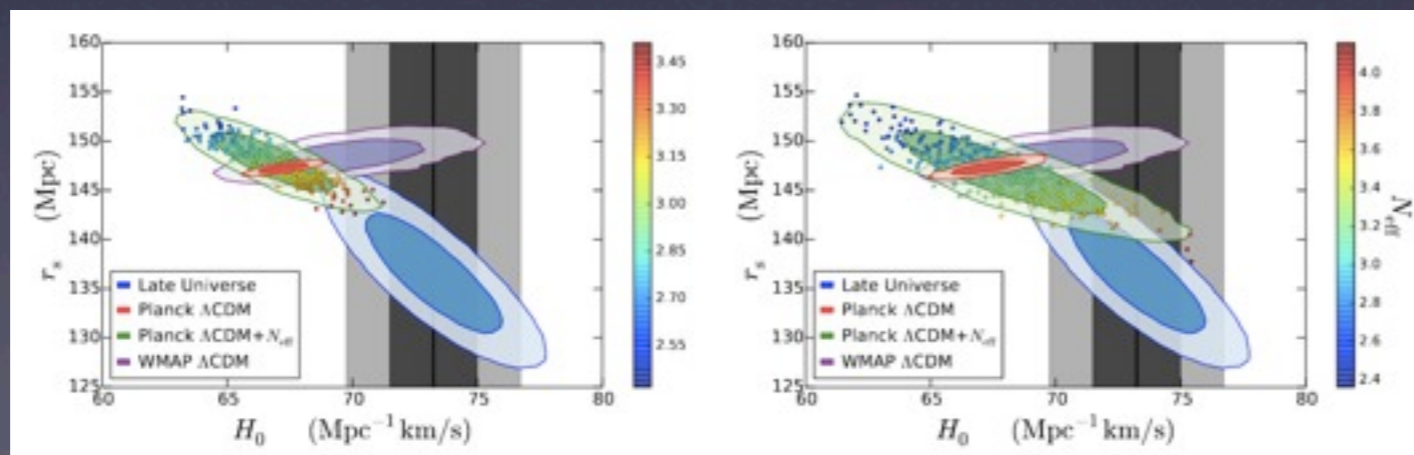 160
155
150
145
140
135
130
125
r_s (Mpc)
Late Universe
Planck ΛCDM
Planck ΛCDM+N_eff
WMAP ΛCDM
60 65 70 75 80
H_0 (Mpc⁻¹ km/s)
3.45
3.30
3.15
3.00
2.85
2.70
2.55
160
155
150
145
140
135
130
125
r_s (Mpc)
Late Universe
Planck ΛCDM
Planck ΛCDM+N_eff
WMAP ΛCDM
60 65 70 75 80
H_0 (Mpc⁻¹ km/s)
4.0
3.8
3.6
3.4
3.2
3.0
2.8
2.6
2.4
N_eff